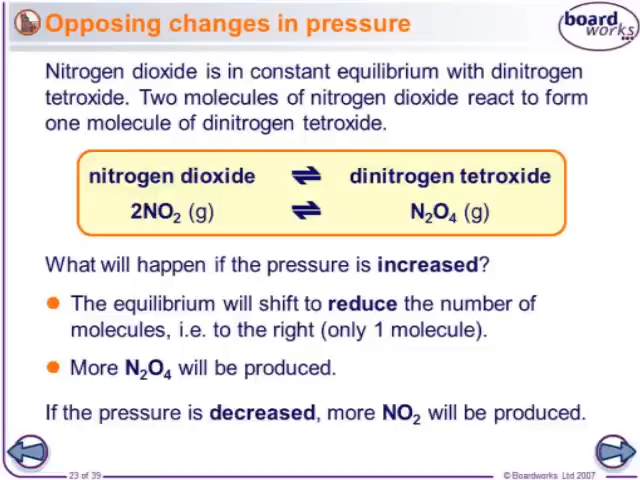 Opposing changes in pressure
board
works
Nitrogen dioxide is in constant equilibrium with dinitrogen
tetroxide. Two molecules of nitrogen dioxide react to form
one molecule of dinitrogen tetroxide.
nitrogen dioxide ⇌ dinitrogen tetroxide
2NO₂ (g) ⇌ N₂O₄ (g)
What will happen if the pressure is increased?
● The equilibrium will shift to reduce the number of
molecules, i.e. to the right (only 1 molecule).
● More N₂O₄ will be produced.
If the pressure is decreased, more NO₂ will be produced.
23 of 39
© Boardworks Ltd 2007